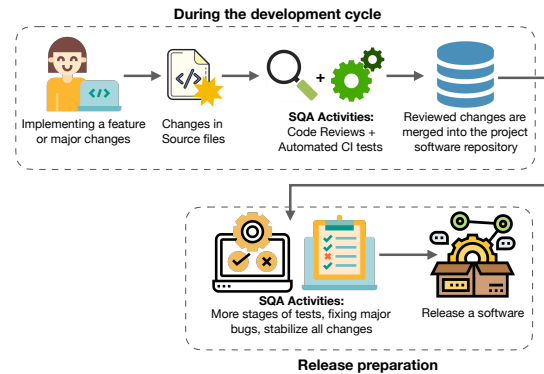 During the development cycle
</>
Implementing a feature
or major changes
Changes in
Source files
+
SQA Activities:
Code Reviews +
Automated CI tests
Reviewed changes are
merged into the project
software repository
SQA Activities:
More stages of tests, fixing major
bugs, stabilize all changes
Release a software
Release preparation